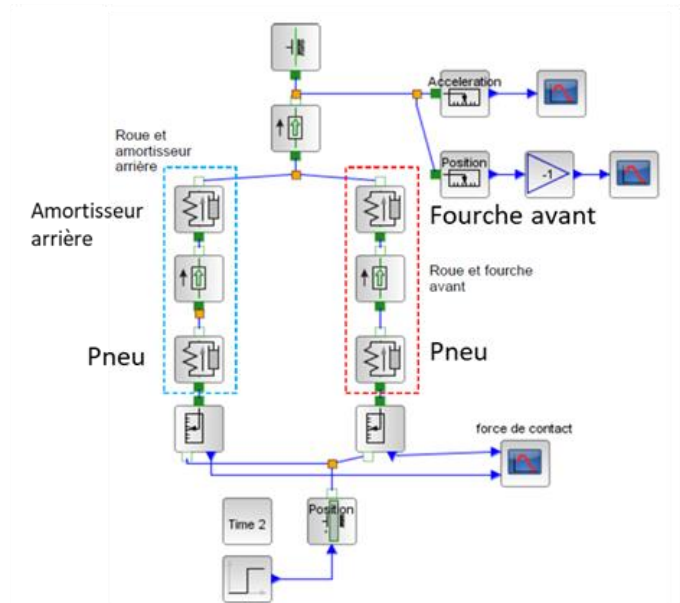 Acceleration
Roue et
amortisseur
arrière
Position
-1
Amortisseur
arrière
Fourche avant
Roue et fourche
avant
Pneu
Pneu
force de contact
Time 2
Position